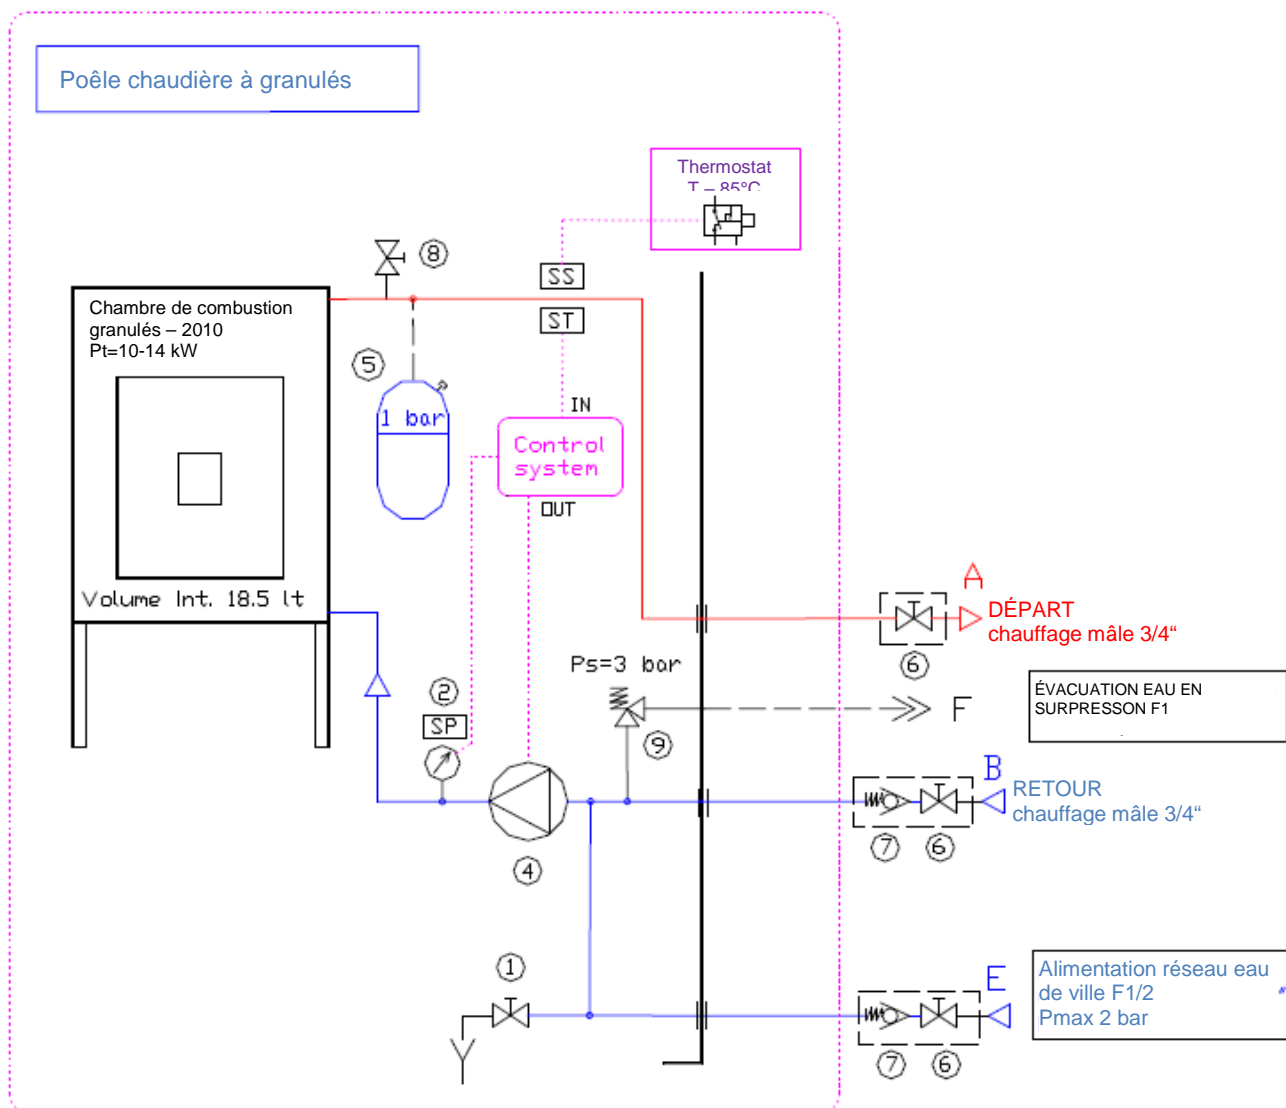 Poêle chaudière à granulés
Thermostat
T – 85°C
8
SS
Chambre de combustion
granulés – 2010
Pt=10-14 kW
ST
5
IN
1 bar
Control
system
OUT
Volume Int. 18.5 lt
A
DÉPART
chauffage mâle 3/4“
6
Ps=3 bar
2
SP
9
F
ÉVACUATION EAU EN
SURPRESSON F1
B
RETOUR
chauffage mâle 3/4“
7
6
4
1
E
Alimentation réseau eau
de ville F1/2 "
Pmax 2 bar
7
6